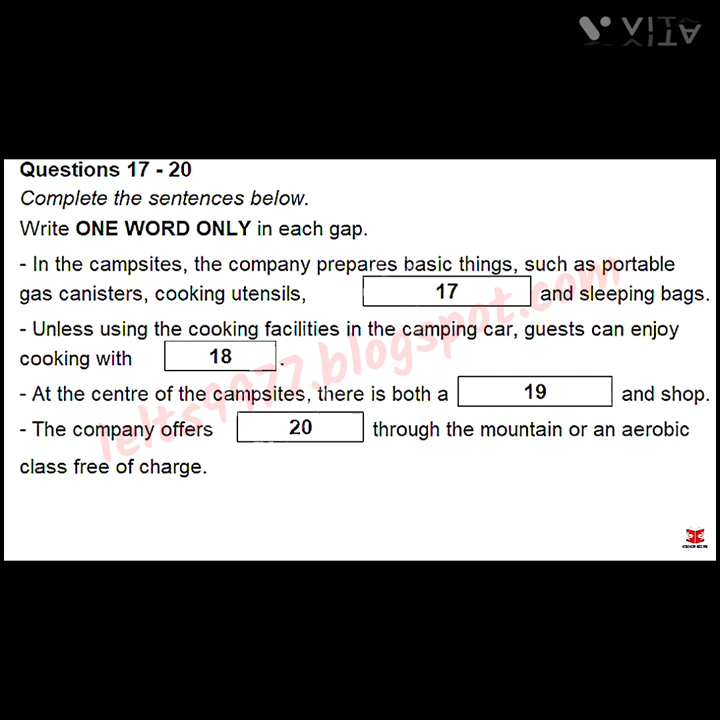 VITA
Questions 17 - 20
Complete the sentences below.
Write ONE WORD ONLY in each gap.
- In the campsites, the company prepares basic things, such as portable
gas canisters, cooking utensils, 17 and sleeping bags.
- Unless using the cooking facilities in the camping car, guests can enjoy
cooking with 18 .
- At the centre of the campsites, there is both a 19 and shop.
- The company offers 20 through the mountain or an aerobic
class free of charge.
ielts9977.blogspot.com